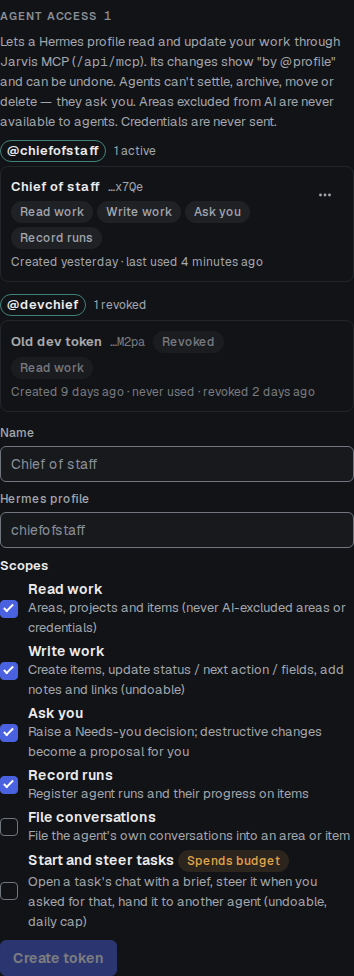 AGENT ACCESS 1
Lets a Hermes profile read and update your work through
Jarvis MCP (/api/mcp). Its changes show "by @profile"
and can be undone. Agents can't settle, archive, move or
delete — they ask you. Areas excluded from AI are never
available to agents. Credentials are never sent.
@chiefofstaff 1 active
Chief of staff …x7Qe
Read work Write work Ask you
Record runs
Created yesterday · last used 4 minutes ago
@devchief 1 revoked
Old dev token …M2pa Revoked
Read work
Created 9 days ago · never used · revoked 2 days ago
Name
Chief of staff
Hermes profile
chiefofstaff
Scopes
Read work
Areas, projects and items (never AI-excluded areas or
credentials)
Write work
Create items, update status / next action / fields, add
notes and links (undoable)
Ask you
Raise a Needs-you decision; destructive changes
become a proposal for you
Record runs
Register agent runs and their progress on items
File conversations
File the agent's own conversations into an area or item
Start and steer tasks Spends budget
Open a task's chat with a brief, steer it when you
asked for that, hand it to another agent (undoable,
daily cap)
Create token